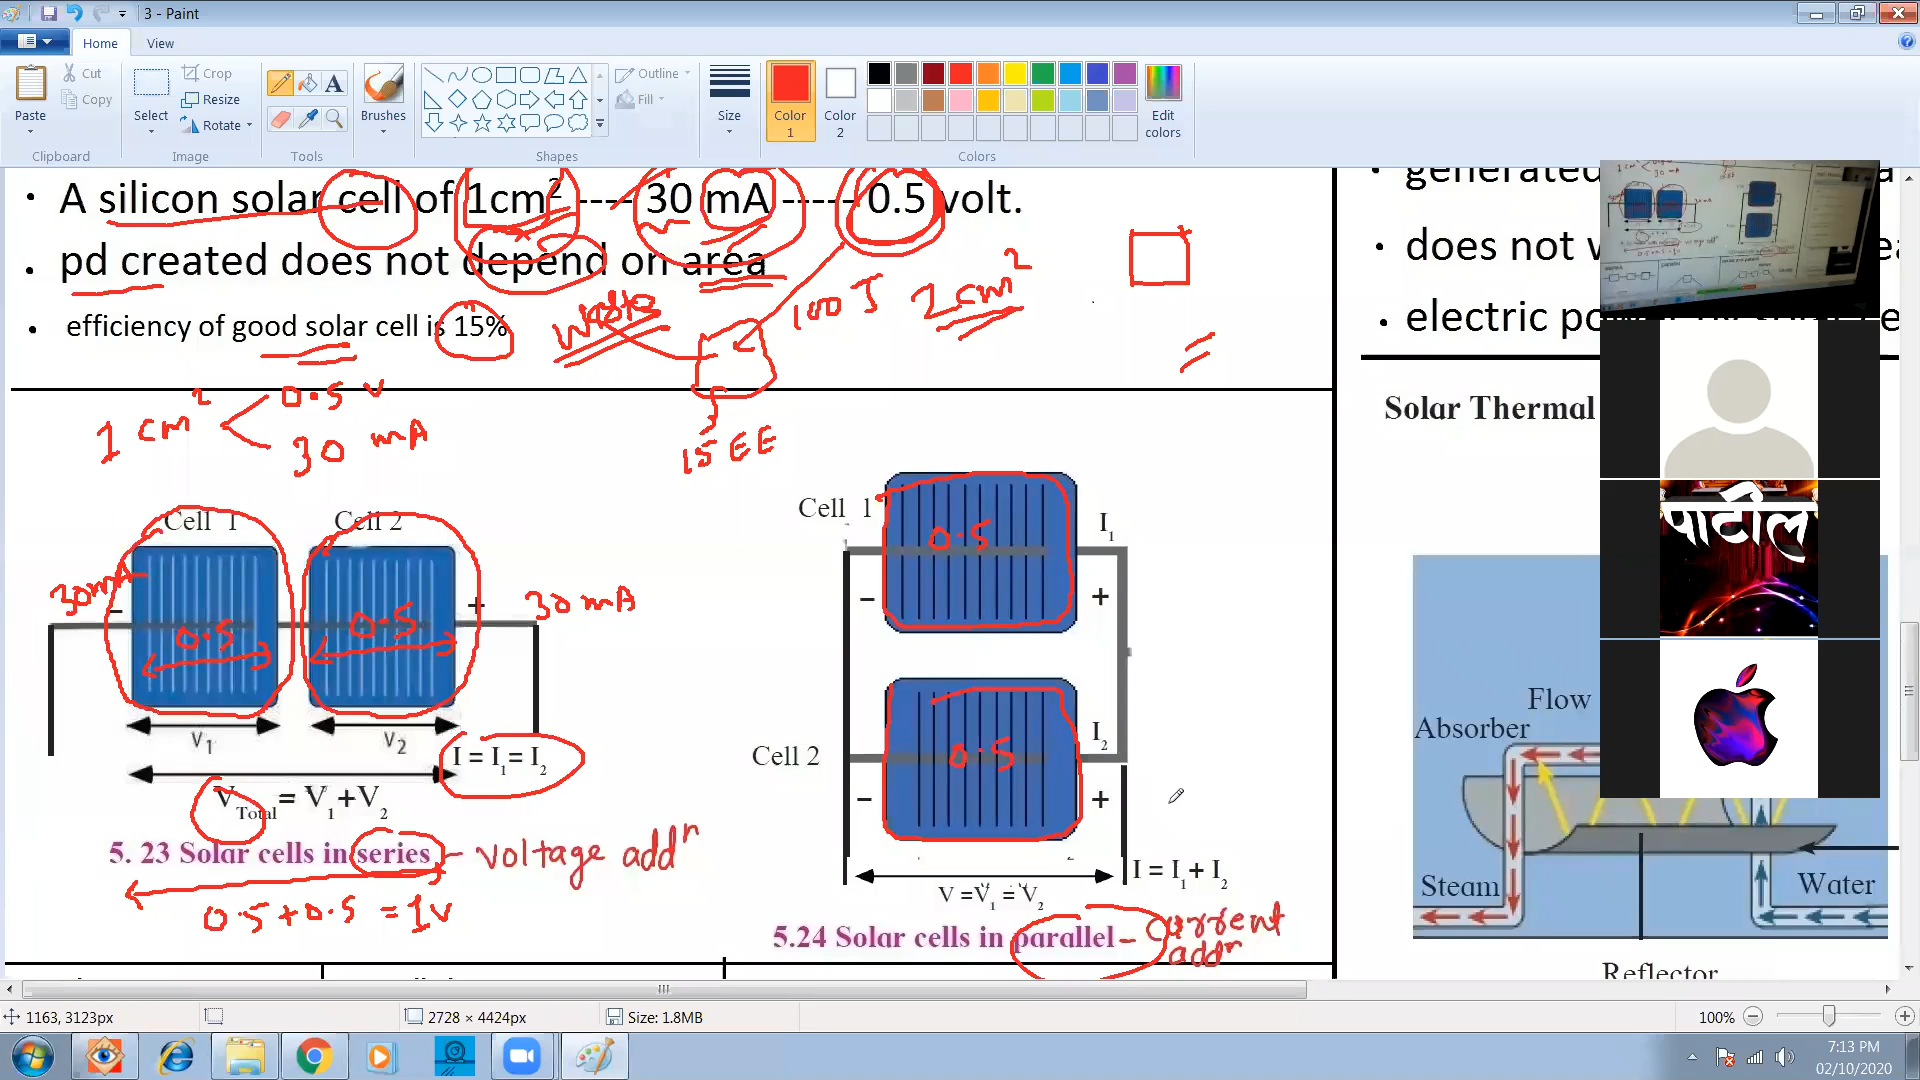 3 - Paint
Home
View
Paste
Cut
Copy
Clipboard
Select
Crop
Resize
Rotate
Image
Tools
Brushes
Shapes
Outline
Fill
Size
Color 1
Color 2
Edit colors
Colors
• A silicon solar cell of 1cm² ---- 30 mA ----- 0.5 volt.
• pd created does not depend on area
• efficiency of good solar cell is 15%
waste
100 J
2 cm²
15 EE
1 cm²
0.5 V
30 mA
Cell 1
Cell 2
30mA
-
0.5
0.5
+
30 mA
V₁
V₂
I = I₁ = I₂
V Total = V₁+V₂
5. 23 Solar cells in series - voltage addⁿ
0.5+0.5 = 1V
Cell 1
0.5
I₁
-
+
Cell 2
0.5
I₂
-
+
I = I₁+ I₂
V =V₁ =V₂
5.24 Solar cells in parallel - current
addⁿ
• generated
• does not
• electric
Solar Thermal
पाटील
Flow
Absorber
Steam
Water
Reflector
1163, 3123px
2728 × 4424px
Size: 1.8MB
100%
7:13 PM
02/10/2020